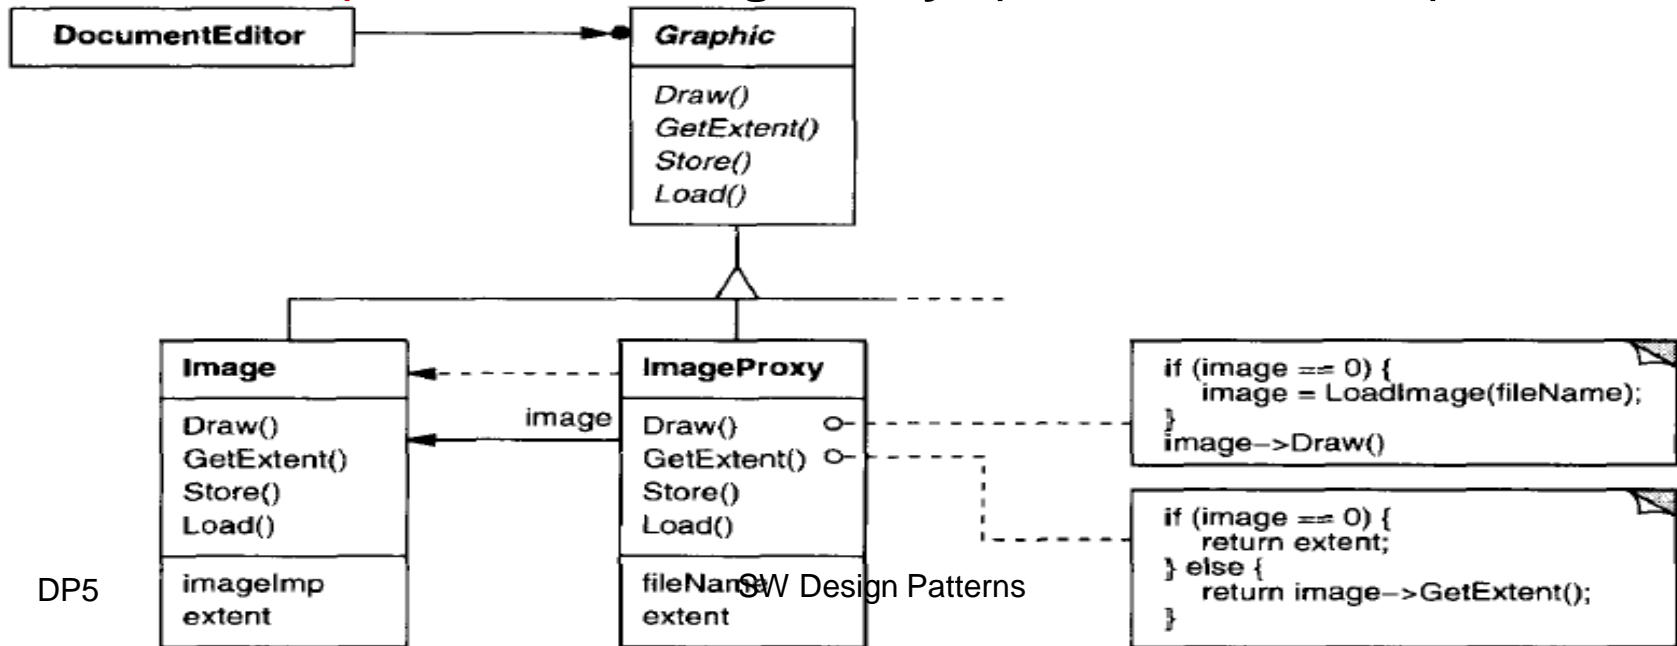 DocumentEditor
Graphic
Draw()
GetExtent()
Store()
Load()
Image
Draw()
GetExtent()
Store()
Load()
imageImp
extent
image
ImageProxy
Draw()
GetExtent()
Store()
Load()
fileName
extent
if (image == 0) {
image = LoadImage(fileName);
}
image->Draw()
if (image == 0) {
return extent;
} else {
return image->GetExtent();
}
DP5
SW Design Patterns